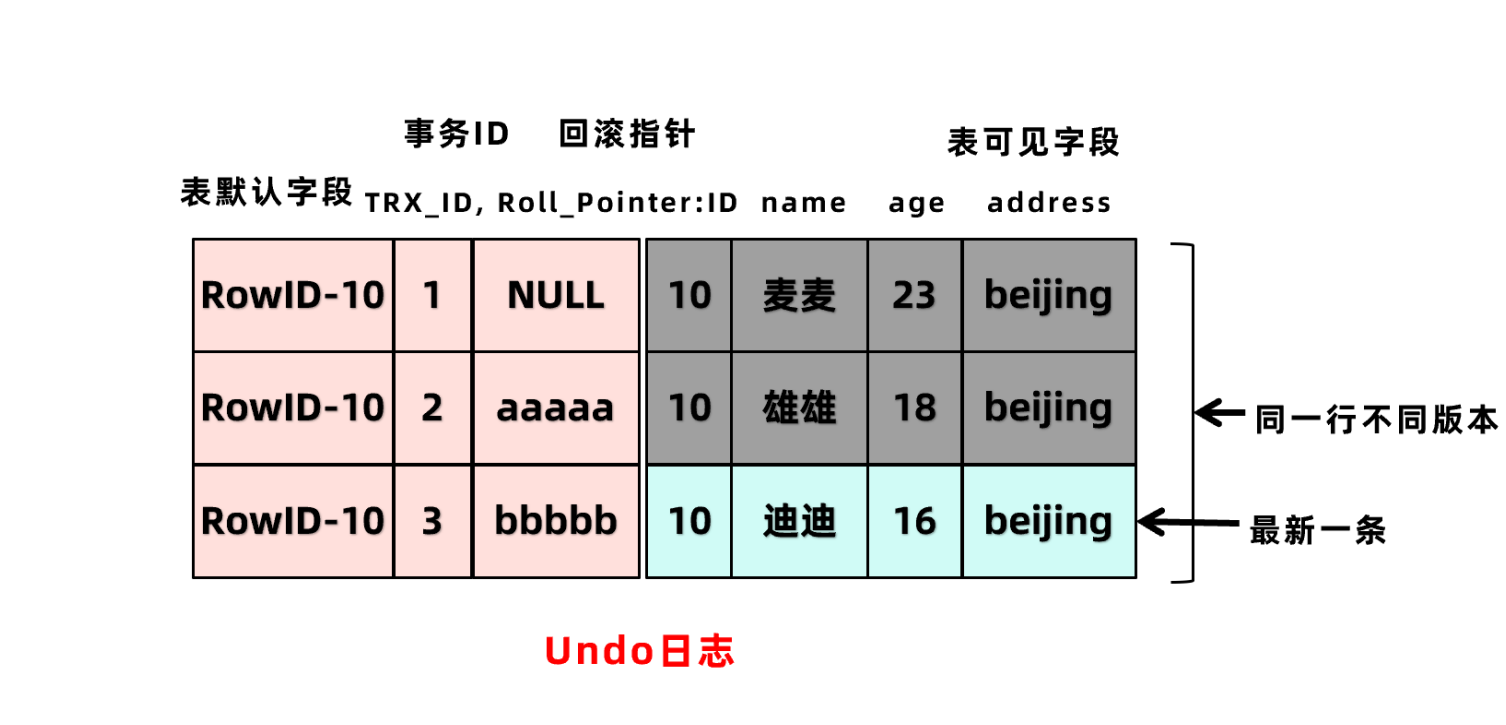 事务ID 回滚指针 表可见字段
表默认字段 TRX_ID, Roll_Pointer:ID name age address
RowID-10 1 NULL 10 麦麦 23 beijing
RowID-10 2 aaaaa 10 雄雄 18 beijing
同一行不同版本
RowID-10 3 bbbbb 10 迪迪 16 beijing
最新一条
Undo日志